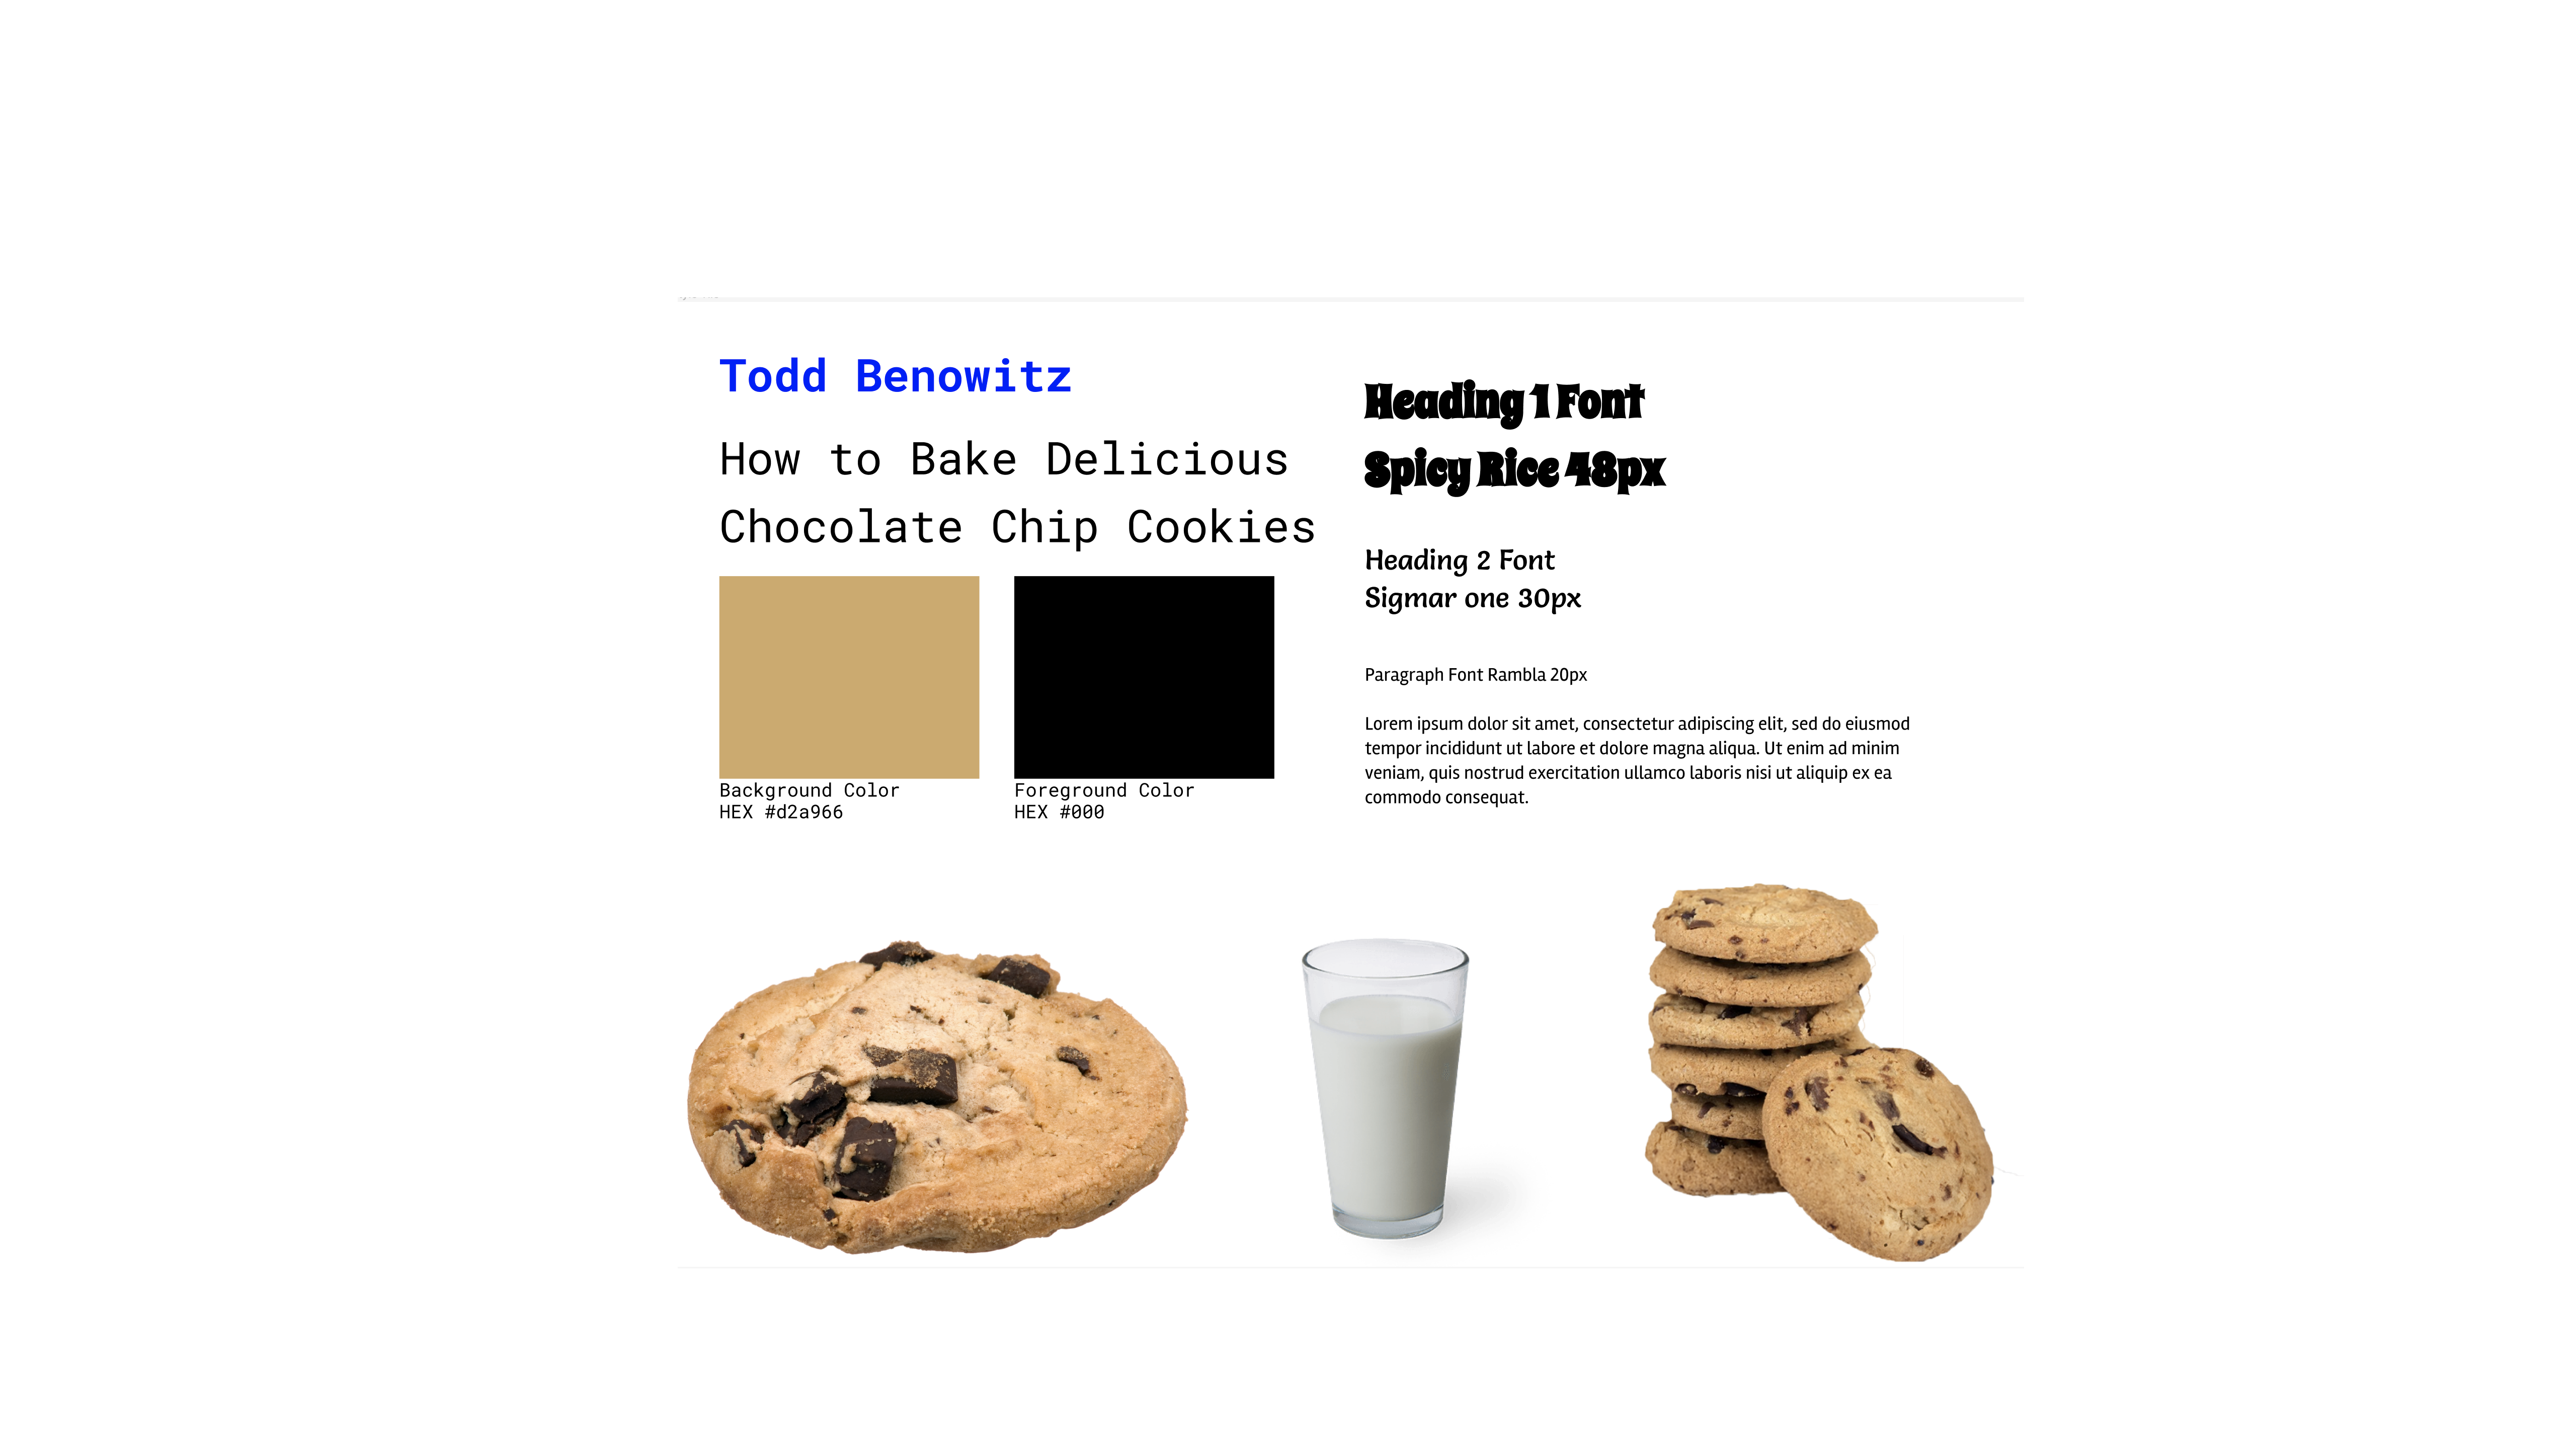 Todd Benowitz
How to Bake Delicious
Chocolate Chip Cookies
Background Color
HEX #d2a966
Foreground Color
HEX #000
Heading 1 Font
Spicy Rice 48px
Heading 2 Font
Sigmar one 30px
Paragraph Font Rambla 20px
Lorem ipsum dolor sit amet, consectetur adipiscing elit, sed do eiusmod
tempor incididunt ut labore et dolore magna aliqua. Ut enim ad minim
veniam, quis nostrud exercitation ullamco laboris nisi ut aliquip ex ea
commodo consequat.